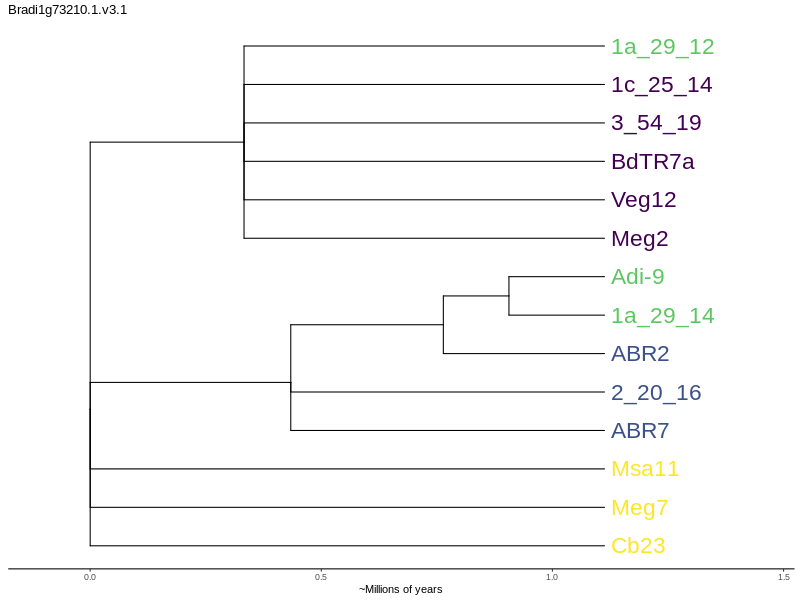 Bradi1g73210.1.v3.1
1a_29_12
1c_25_14
3_54_19
BdTR7a
Veg12
Meg2
Adi-9
1a_29_14
ABR2
2_20_16
ABR7
Msa11
Meg7
Cb23
0.0 0.5 1.0 1.5
~Millions of years